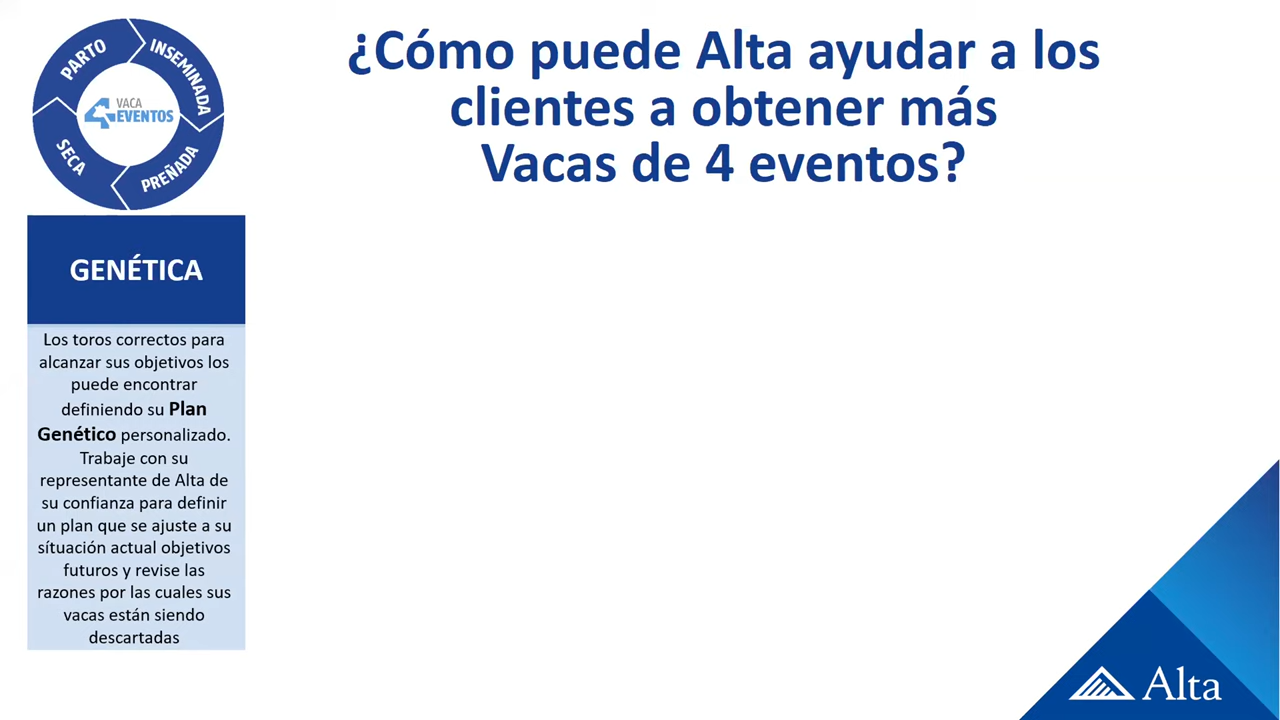 PARTO
INSEMINADA
PREÑADA
SECA
4 VACA
EVENTOS
¿Cómo puede Alta ayudar a los
clientes a obtener más
Vacas de 4 eventos?
GENÉTICA
Los toros correctos para
alcanzar sus objetivos los
puede encontrar
definiendo su Plan
Genético personalizado.
Trabaje con su
representante de Alta de
su confianza para definir
un plan que se ajuste a su
sítuación actual objetivos
futuros y revise las
razones por las cuales sus
vacas están siendo
descartadas
Alta